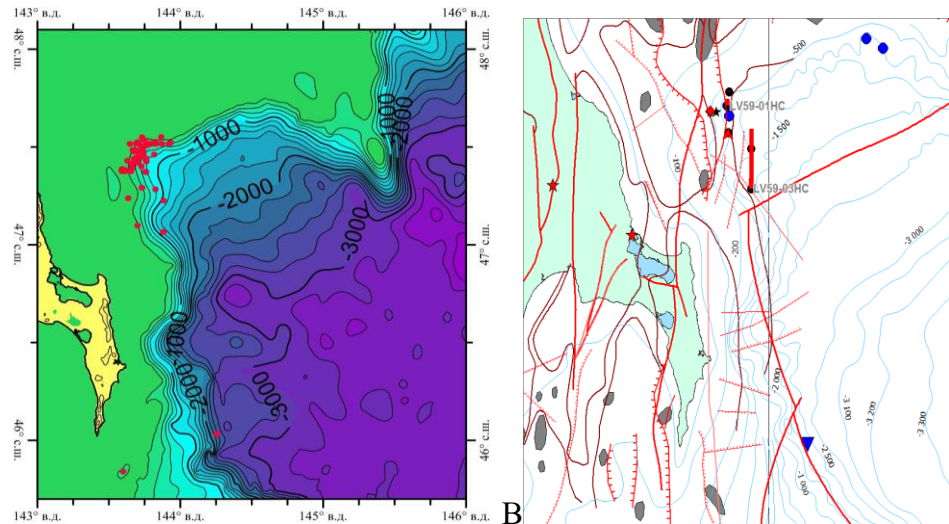 143° в.д.
144° в.д.
145° в.д.
146° в.д.
48° с.ш.
48° с.ш.
-1000
-2000
-1000
-2000
-3000
47° с.ш.
47° с.ш.
-1000
-2000
-3000
46° с.ш.
46° с.ш.
143° в.д.
144° в.д.
145° в.д.
146° в.д.
-500
LV59-01HC
-1 500
-100
LV59-03HC
-200
-3 000
-2 000
-3 100
-3 200
-3 300
-2 500
-1 000
В